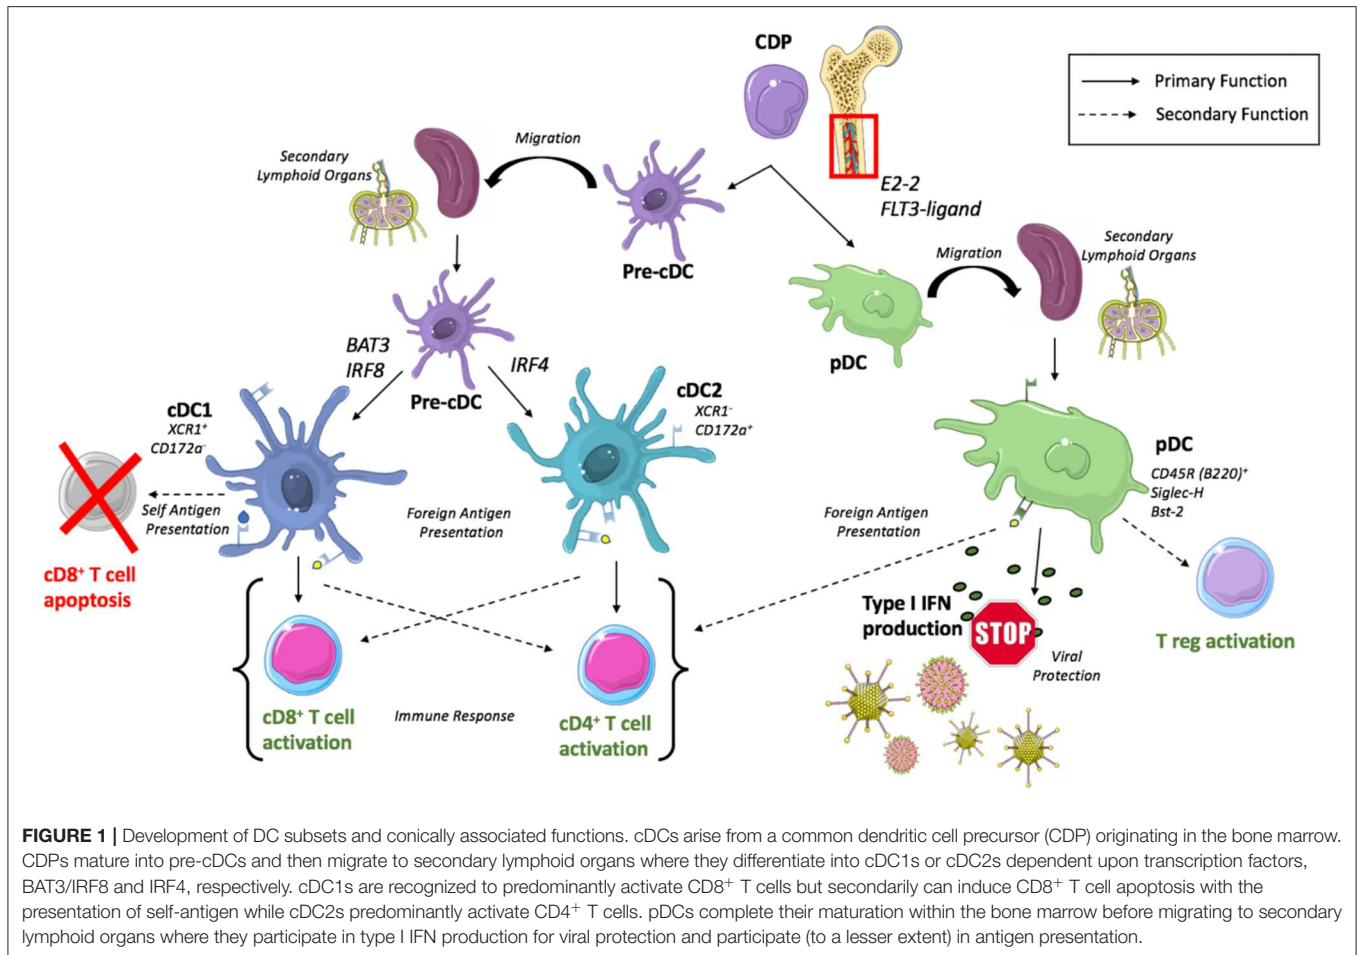 CDP
Primary Function
Secondary Function
Migration
Secondary
Lymphoid Organs
E2-2
FLT3-ligand
Pre-cDC
Migration
Secondary
Lymphoid Organs
pDC
BAT3
IRF8
IRF4
Pre-cDC
cDC1
XCR1⁺
CD172a⁻
cDC2
XCR1⁻
CD172a⁺
pDC
CD45R (B220)⁺
Siglec-H
Bst-2
Self Antigen
Presentation
Foreign Antigen
Presentation
Foreign Antigen
Presentation
cD8⁺ T cell
apoptosis
Type I IFN
production
STOP
Viral
Protection
T reg activation
cD8⁺ T cell
activation
Immune Response
cD4⁺ T cell
activation
FIGURE 1 | Development of DC subsets and conically associated functions. cDCs arise from a common dendritic cell precursor (CDP) originating in the bone marrow.
CDPs mature into pre-cDCs and then migrate to secondary lymphoid organs where they differentiate into cDC1s or cDC2s dependent upon transcription factors,
BAT3/IRF8 and IRF4, respectively. cDC1s are recognized to predominantly activate CD8⁺ T cells but secondarily can induce CD8⁺ T cell apoptosis with the
presentation of self-antigen while cDC2s predominantly activate CD4⁺ T cells. pDCs complete their maturation within the bone marrow before migrating to secondary
lymphoid organs where they participate in type I IFN production for viral protection and participate (to a lesser extent) in antigen presentation.